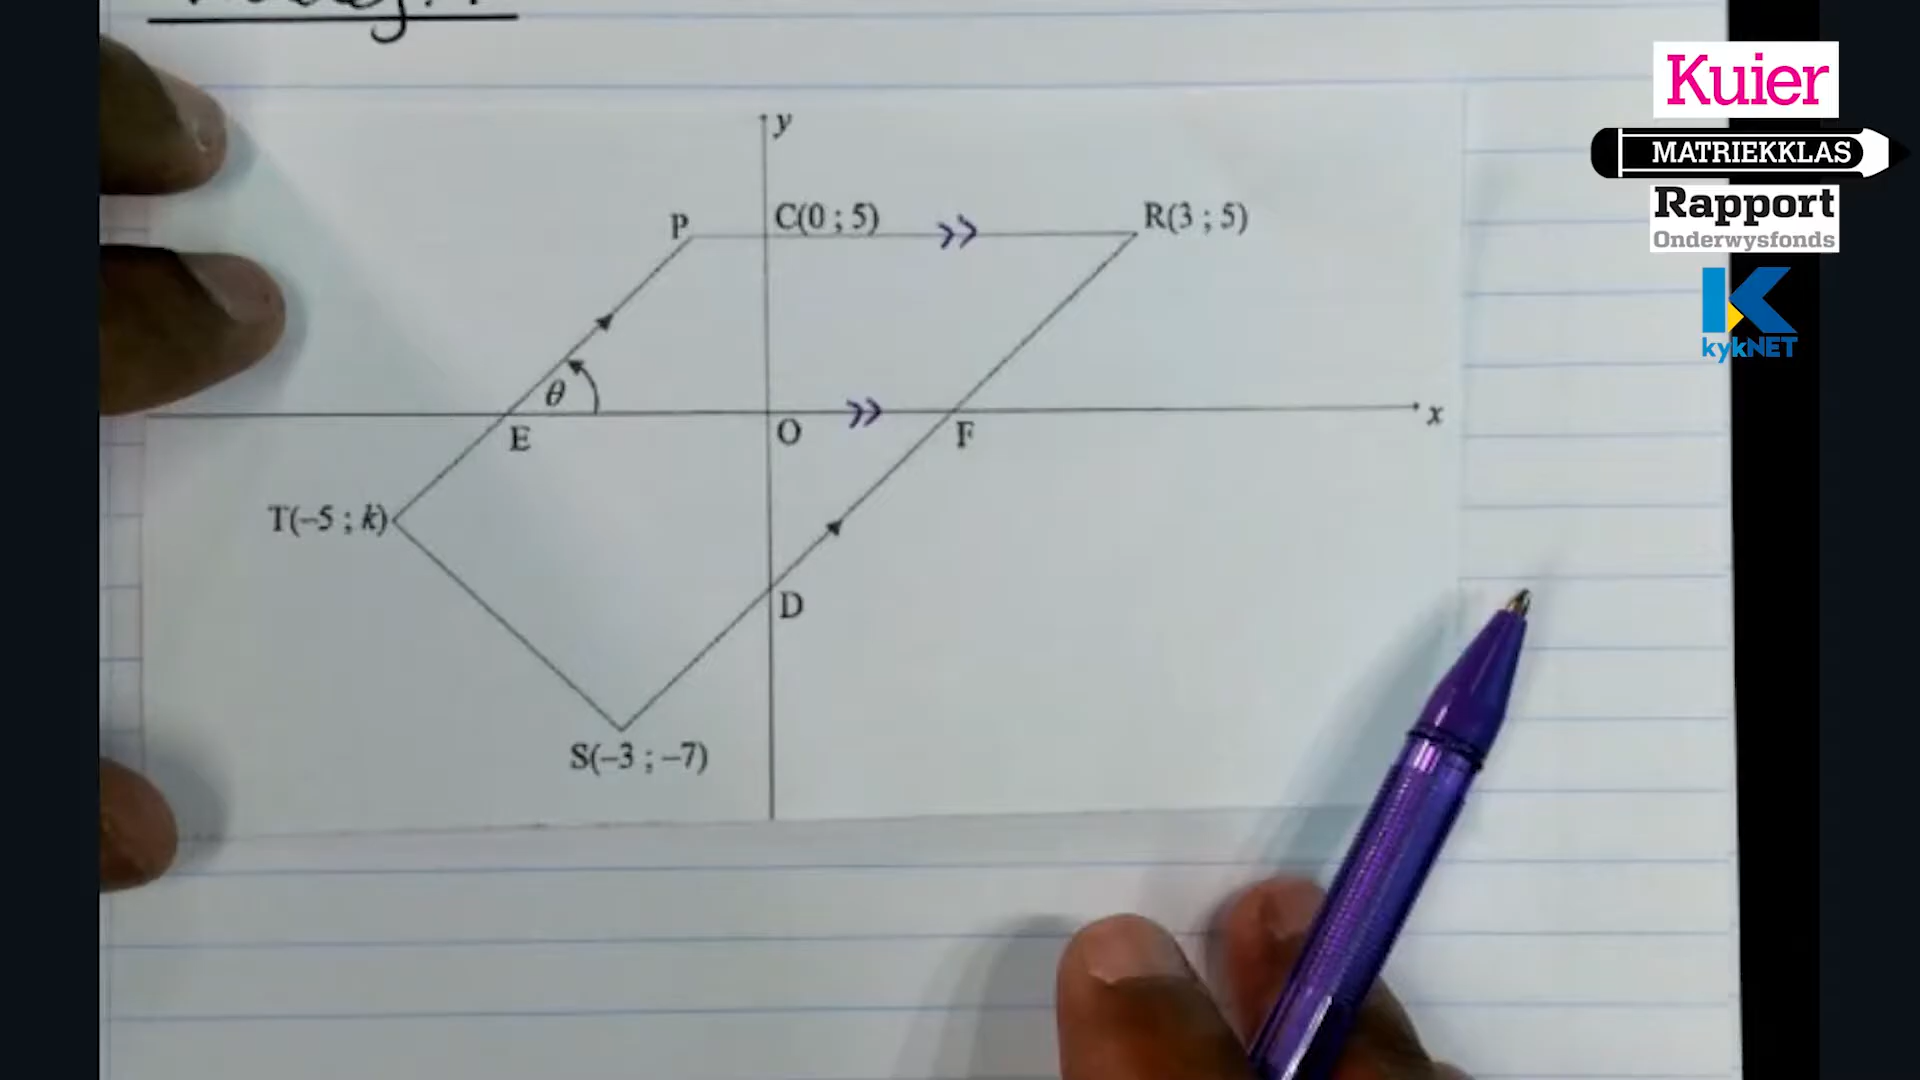 y
P
C(0 ; 5)
R(3 ; 5)
θ
E
O
F
x
T(–5 ; k)
D
S(–3 ; –7)
Kuier
MATRIEKKLAS
Rapport
Onderwysfonds
kykNET